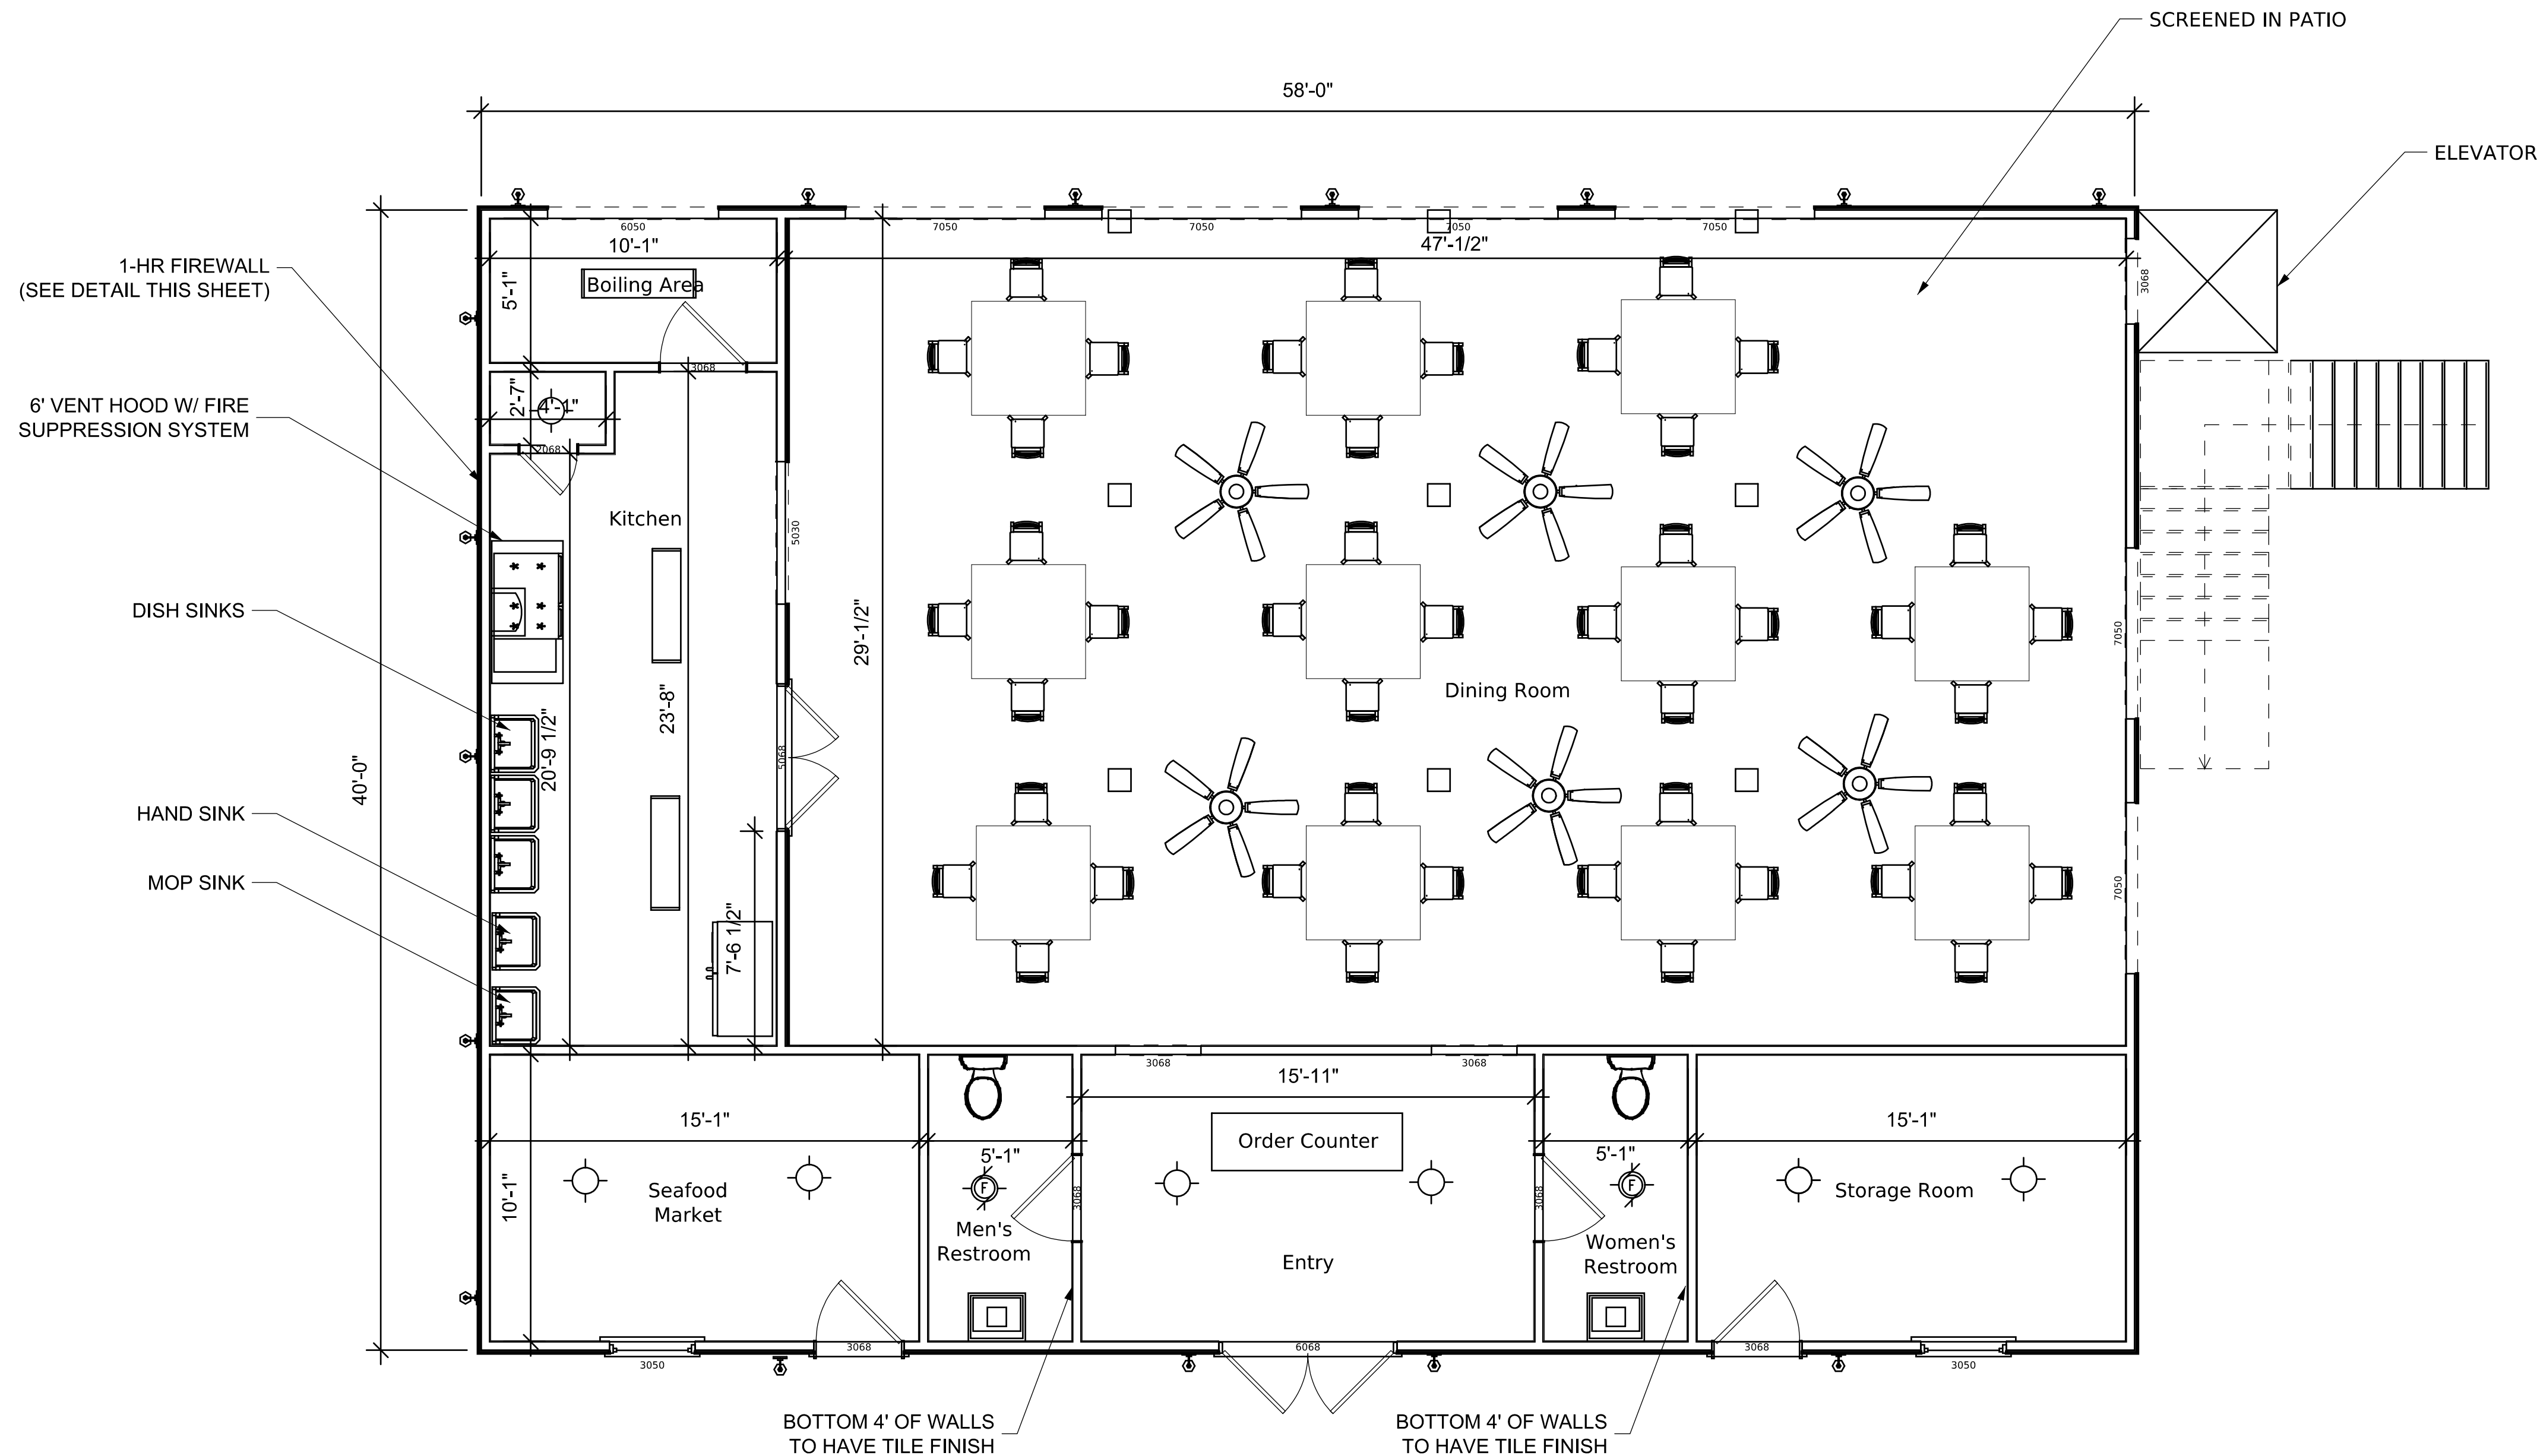 SCREENED IN PATIO
58'-0"
ELEVATOR
6050
7050
7050
7050
7050
10'-1"
47'-1/2"
1-HR FIREWALL
(SEE DETAIL THIS SHEET)
5'-1"
Boiling Area
3068
3068
2'-7"
4'-1"
6' VENT HOOD W/ FIRE
SUPPRESSION SYSTEM
2068
Kitchen
5030
DISH SINKS
29'-1/2"
7050
Dining Room
23'-8"
20'-9 1/2"
5068
40'-0"
HAND SINK
MOP SINK
7050
7'-6 1/2"
3068
3068
15'-11"
15'-1"
Order Counter
15'-1"
5'-1"
5'-1"
F
F
10'-1"
Seafood
Market
3068
3068
Storage Room
Men's
Restroom
Women's
Restroom
Entry
3050
3068
6068
3068
3050
BOTTOM 4' OF WALLS
TO HAVE TILE FINISH
BOTTOM 4' OF WALLS
TO HAVE TILE FINISH